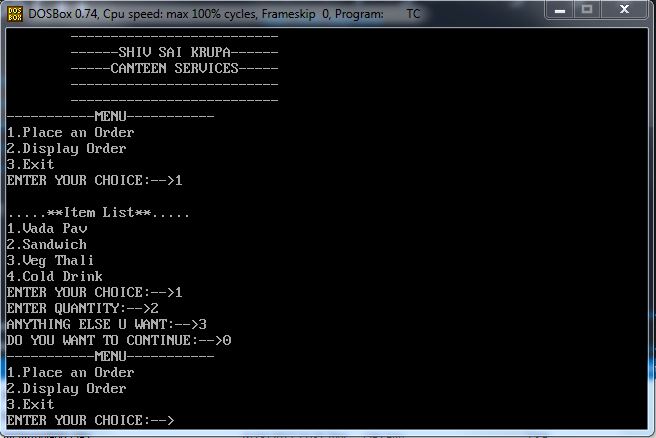 DOSBox 0.74, Cpu speed: max 100% cycles, Frameskip 0, Program: TC
--------------------------
------SHIV SAI KRUPA------
-----CANTEEN SERVICES-----
--------------------------
--------------------------
-----------MENU-----------
1.Place an Order
2.Display Order
3.Exit
ENTER YOUR CHOICE:-->1
.....**Item List**.....
1.Vada Pav
2.Sandwich
3.Veg Thali
4.Cold Drink
ENTER YOUR CHOICE:-->1
ENTER QUANTITY:-->2
ANYTHING ELSE U WANT:-->3
DO YOU WANT TO CONTINUE:-->0
-----------MENU-----------
1.Place an Order
2.Display Order
3.Exit
ENTER YOUR CHOICE:-->